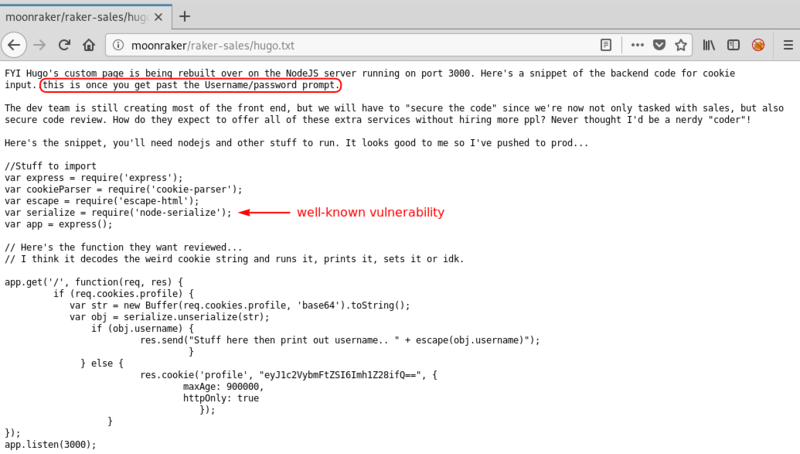 moonraker/raker-sales/hugo.t
moonraker/raker-sales/hugo.txt
FYI Hugo's custom page is being rebuilt over on the NodeJS server running on port 3000. Here's a snippet of the backend code for cookie
input. this is once you get past the Username/password prompt.
The dev team is still creating most of the front end, but we will have to "secure the code" since we're now not only tasked with sales, but also
secure code review. How do they expect to offer all of these extra services without hiring more ppl? Never thought I'd be a nerdy "coder"!
Here's the snippet, you'll need nodejs and other stuff to run. It looks good to me so I've pushed to prod...
//Stuff to import
var express = require('express');
var cookieParser = require('cookie-parser');
var escape = require('escape-html');
var serialize = require('node-serialize');
well-known vulnerability
var app = express();
// Here's the function they want reviewed...
// I think it decodes the weird cookie string and runs it, prints it, sets it or idk.
app.get('/', function(req, res) {
if (req.cookies.profile) {
var str = new Buffer(req.cookies.profile, 'base64').toString();
var obj = serialize.unserialize(str);
if (obj.username) {
res.send("Stuff here then print out username.. " + escape(obj.username)");
}
} else {
res.cookie('profile', "eyJ1c2VybmFtZSI6Imh1Z28ifQ==", {
maxAge: 900000,
httpOnly: true
});
}
});
app.listen(3000);